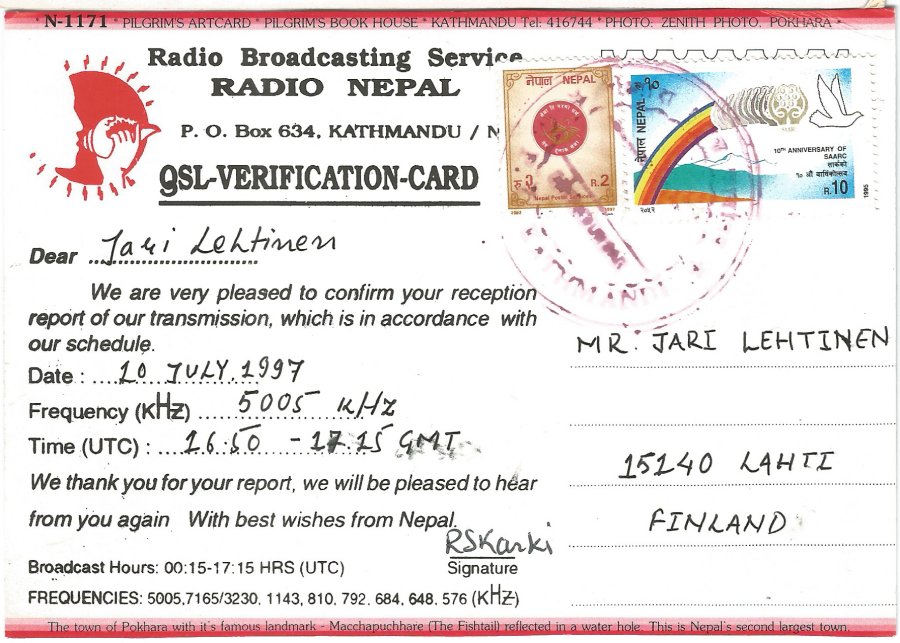 N-1171 * PILGRIM'S ARTCARD * PILGRIM'S BOOK HOUSE * KATHMANDU Tel: 416744 * PHOTO: ZENITH PHOTO, POKHARA *
Radio Broadcasting Service
RADIO NEPAL
P. O. Box 634, KATHMANDU / N
QSL-VERIFICATION-CARD
नेपाल NEPAL
रु २ R.2
Nepal Postal Services
रु. १०
नेपाल NEPAL
10TH ANNIVERSARY OF
SAARC
सार्कको
१० औं वार्षिकोत्सव
R.10
२०५२
1995
Dear Jari Lehtinen
We are very pleased to confirm your reception
report of our transmission, which is in accordance with
our schedule.
Date : 10 JULY, 1997
Frequency (KHz) 5005 KHz
Time (UTC) : 16.50 - 17.15 GMT
We thank you for your report, we will be pleased to hear
from you again With best wishes from Nepal.
RSKarki
Signature
Broadcast Hours: 00:15-17:15 HRS (UTC)
FREQUENCIES: 5005,7165/3230, 1143, 810, 792, 684, 648, 576 (KHz)
MR. JARI LEHTINEN
15140 LAHTI
FINLAND
The town of Pokhara with it's famous landmark - Macchapuchhare (The Fishtail) reflected in a water hole. This is Nepal's second largest town.